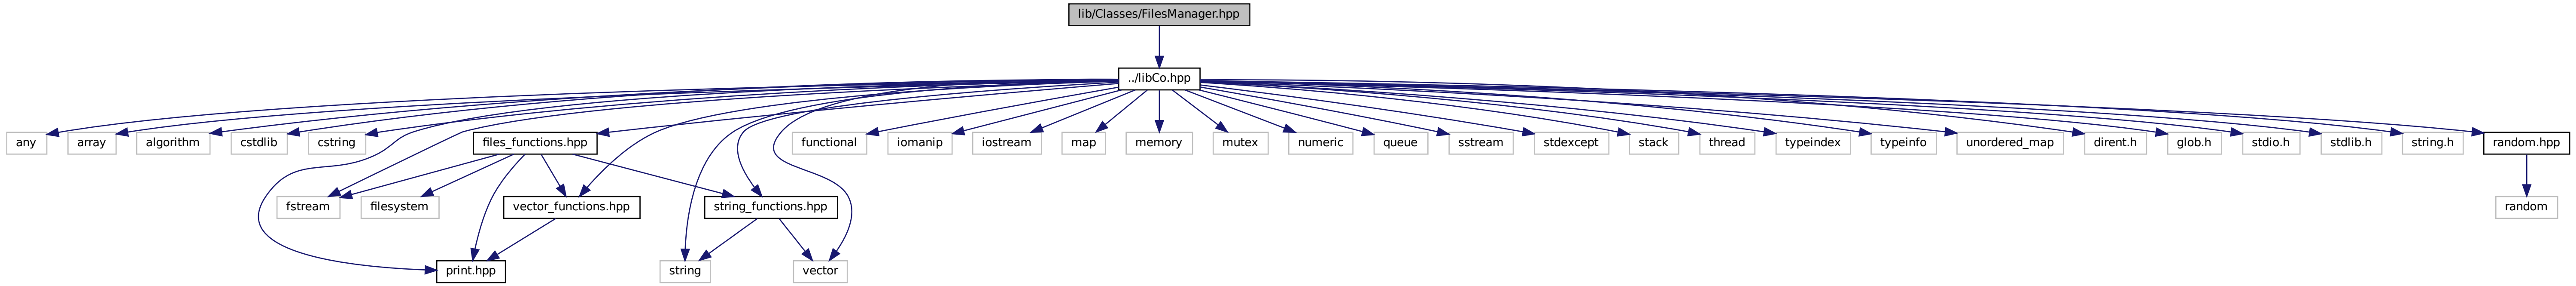 lib/Classes/FilesManager.hpp
../libCo.hpp
any
array
algorithm
cstdlib
cstring
files_functions.hpp
functional
iomanip
iostream
map
memory
mutex
numeric
queue
sstream
stdexcept
stack
thread
typeindex
typeinfo
unordered_map
dirent.h
glob.h
stdio.h
stdlib.h
string.h
random.hpp
fstream
filesystem
vector_functions.hpp
string_functions.hpp
random
print.hpp
string
vector